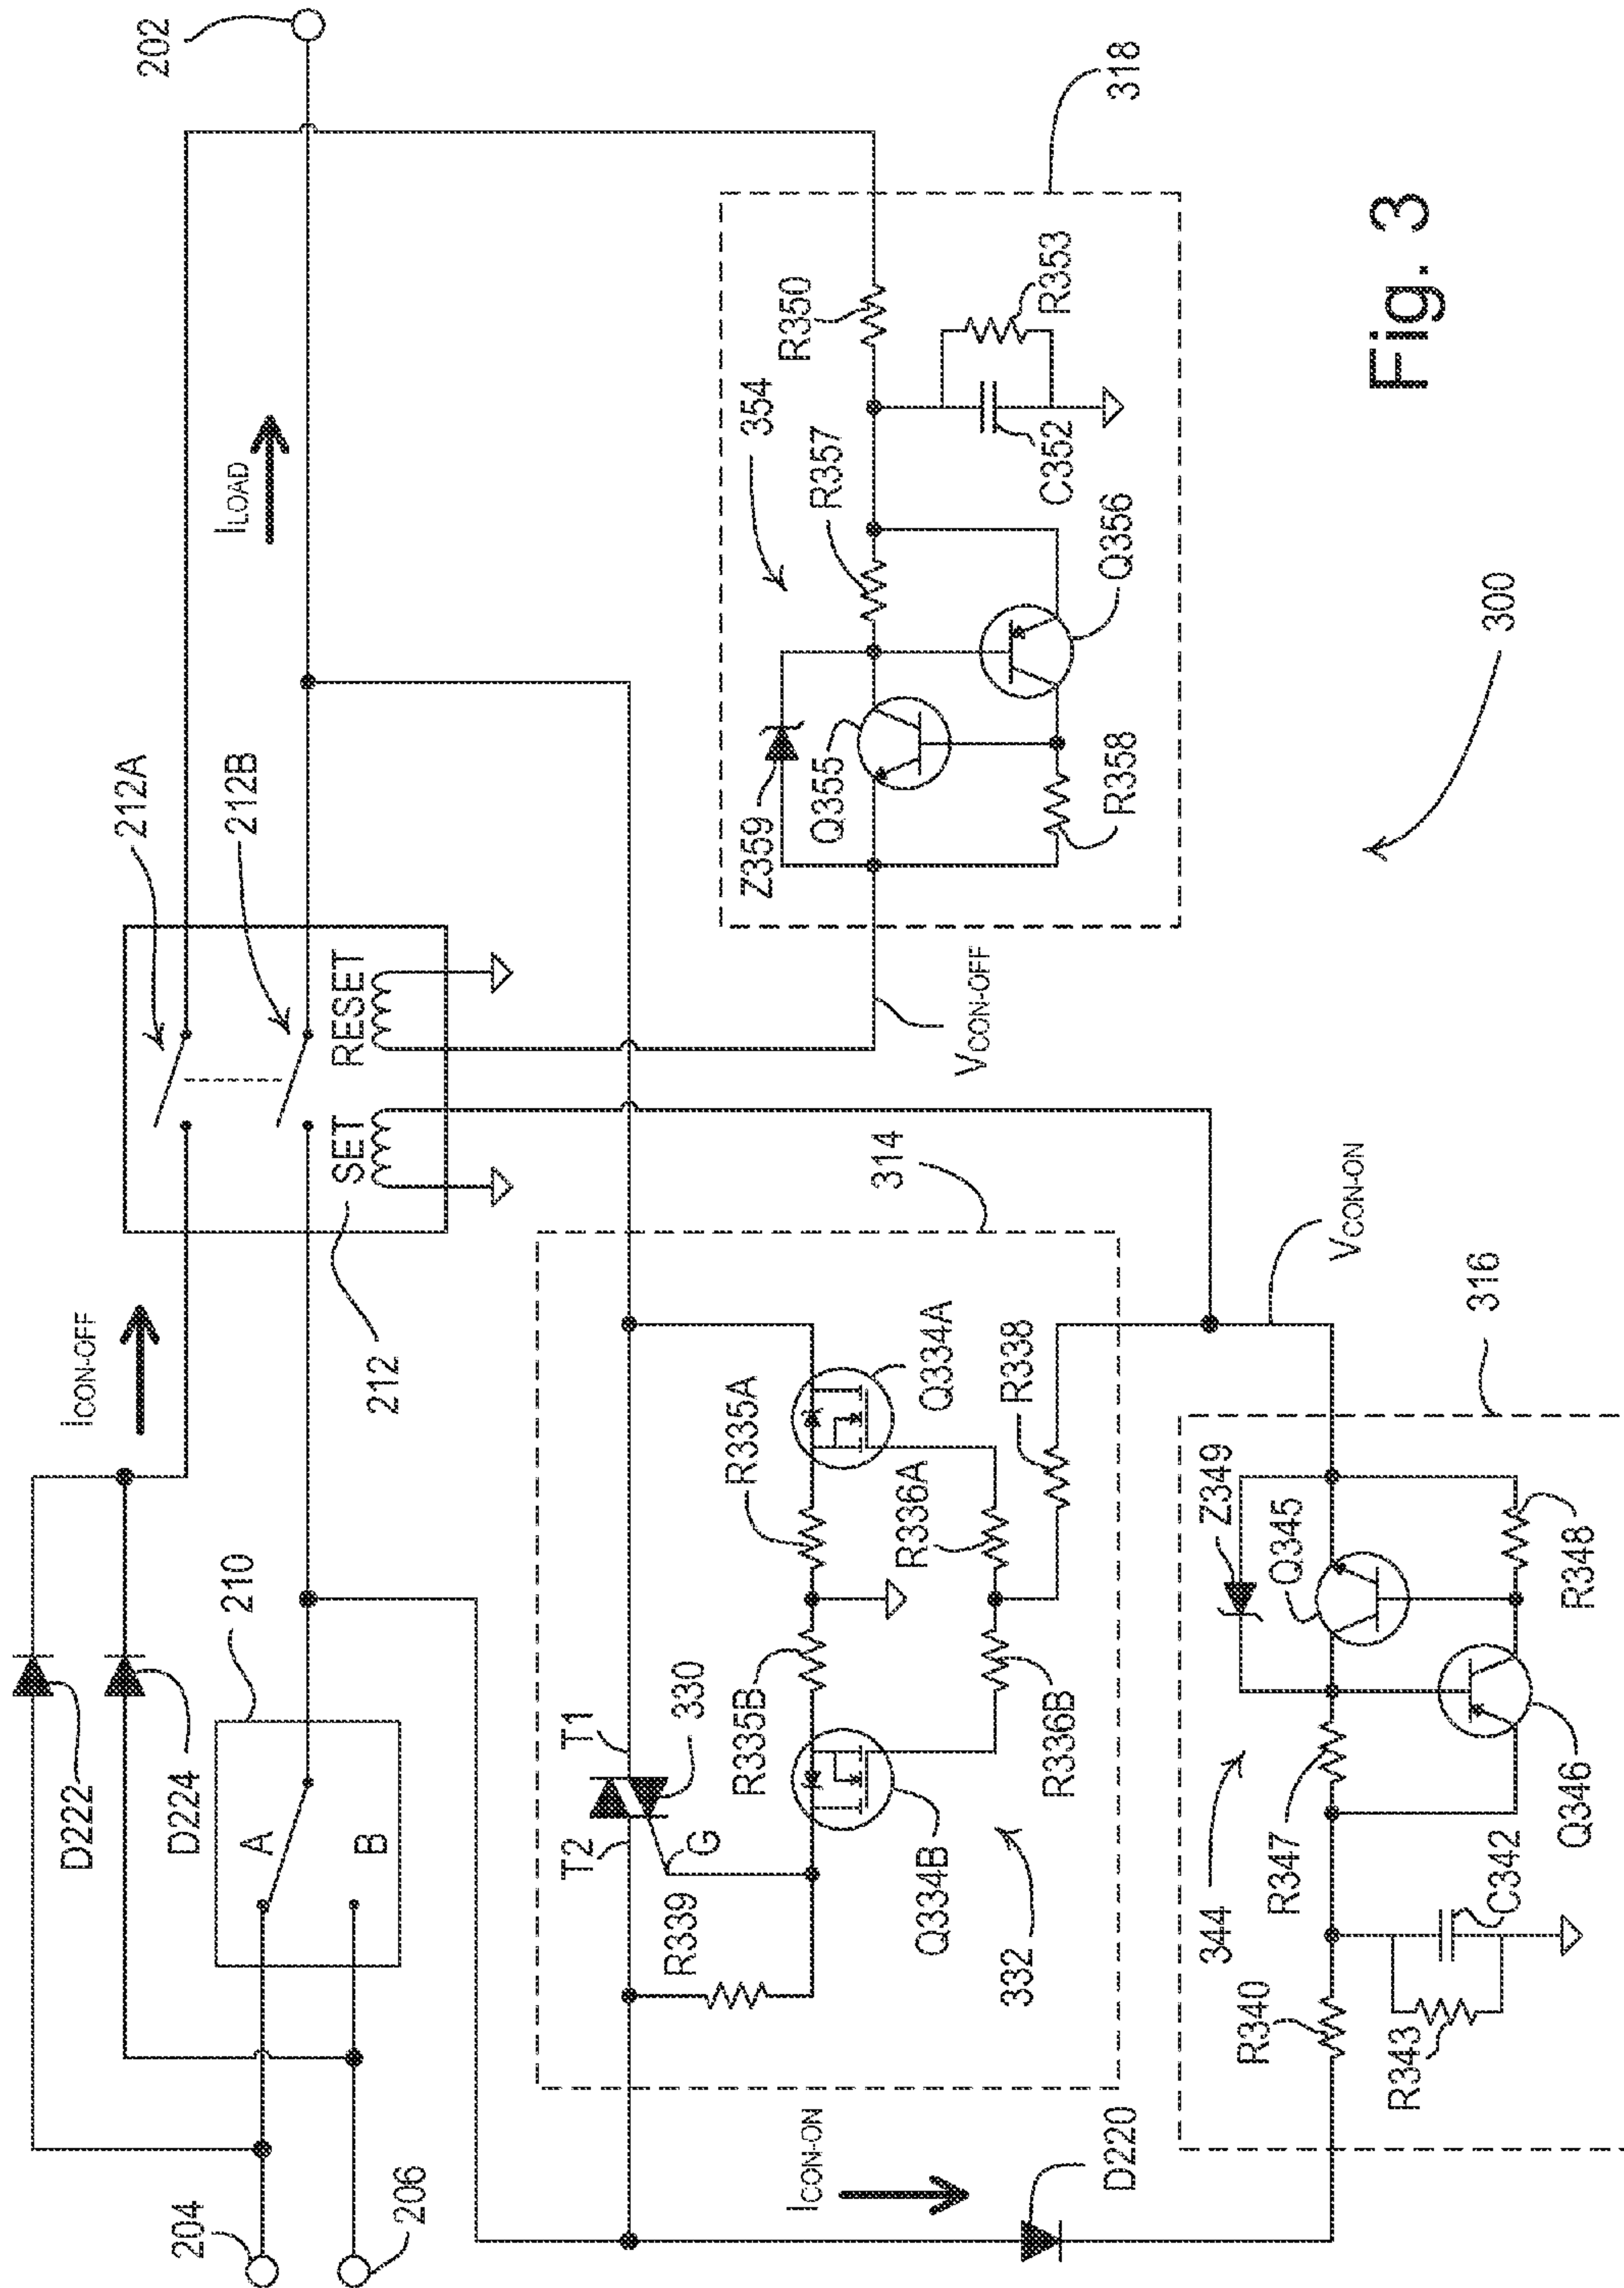 204
206
D222
D224
210
A
B
ICON-OFF
212
SET
RESET
212A
212B
ILOAD
202
ICON-ON
D220
R339
T2
G
T1
330
R335B
R335A
Q334B
Q334A
332
R336B
R336A
R338
314
VCON-OFF
Z359
Q355
R358
354
R357
R350
Q356
C352
R353
318
344
R340
R343
C342
R347
Q346
Z349
Q345
R348
VCON-ON
316
300
Fig. 3